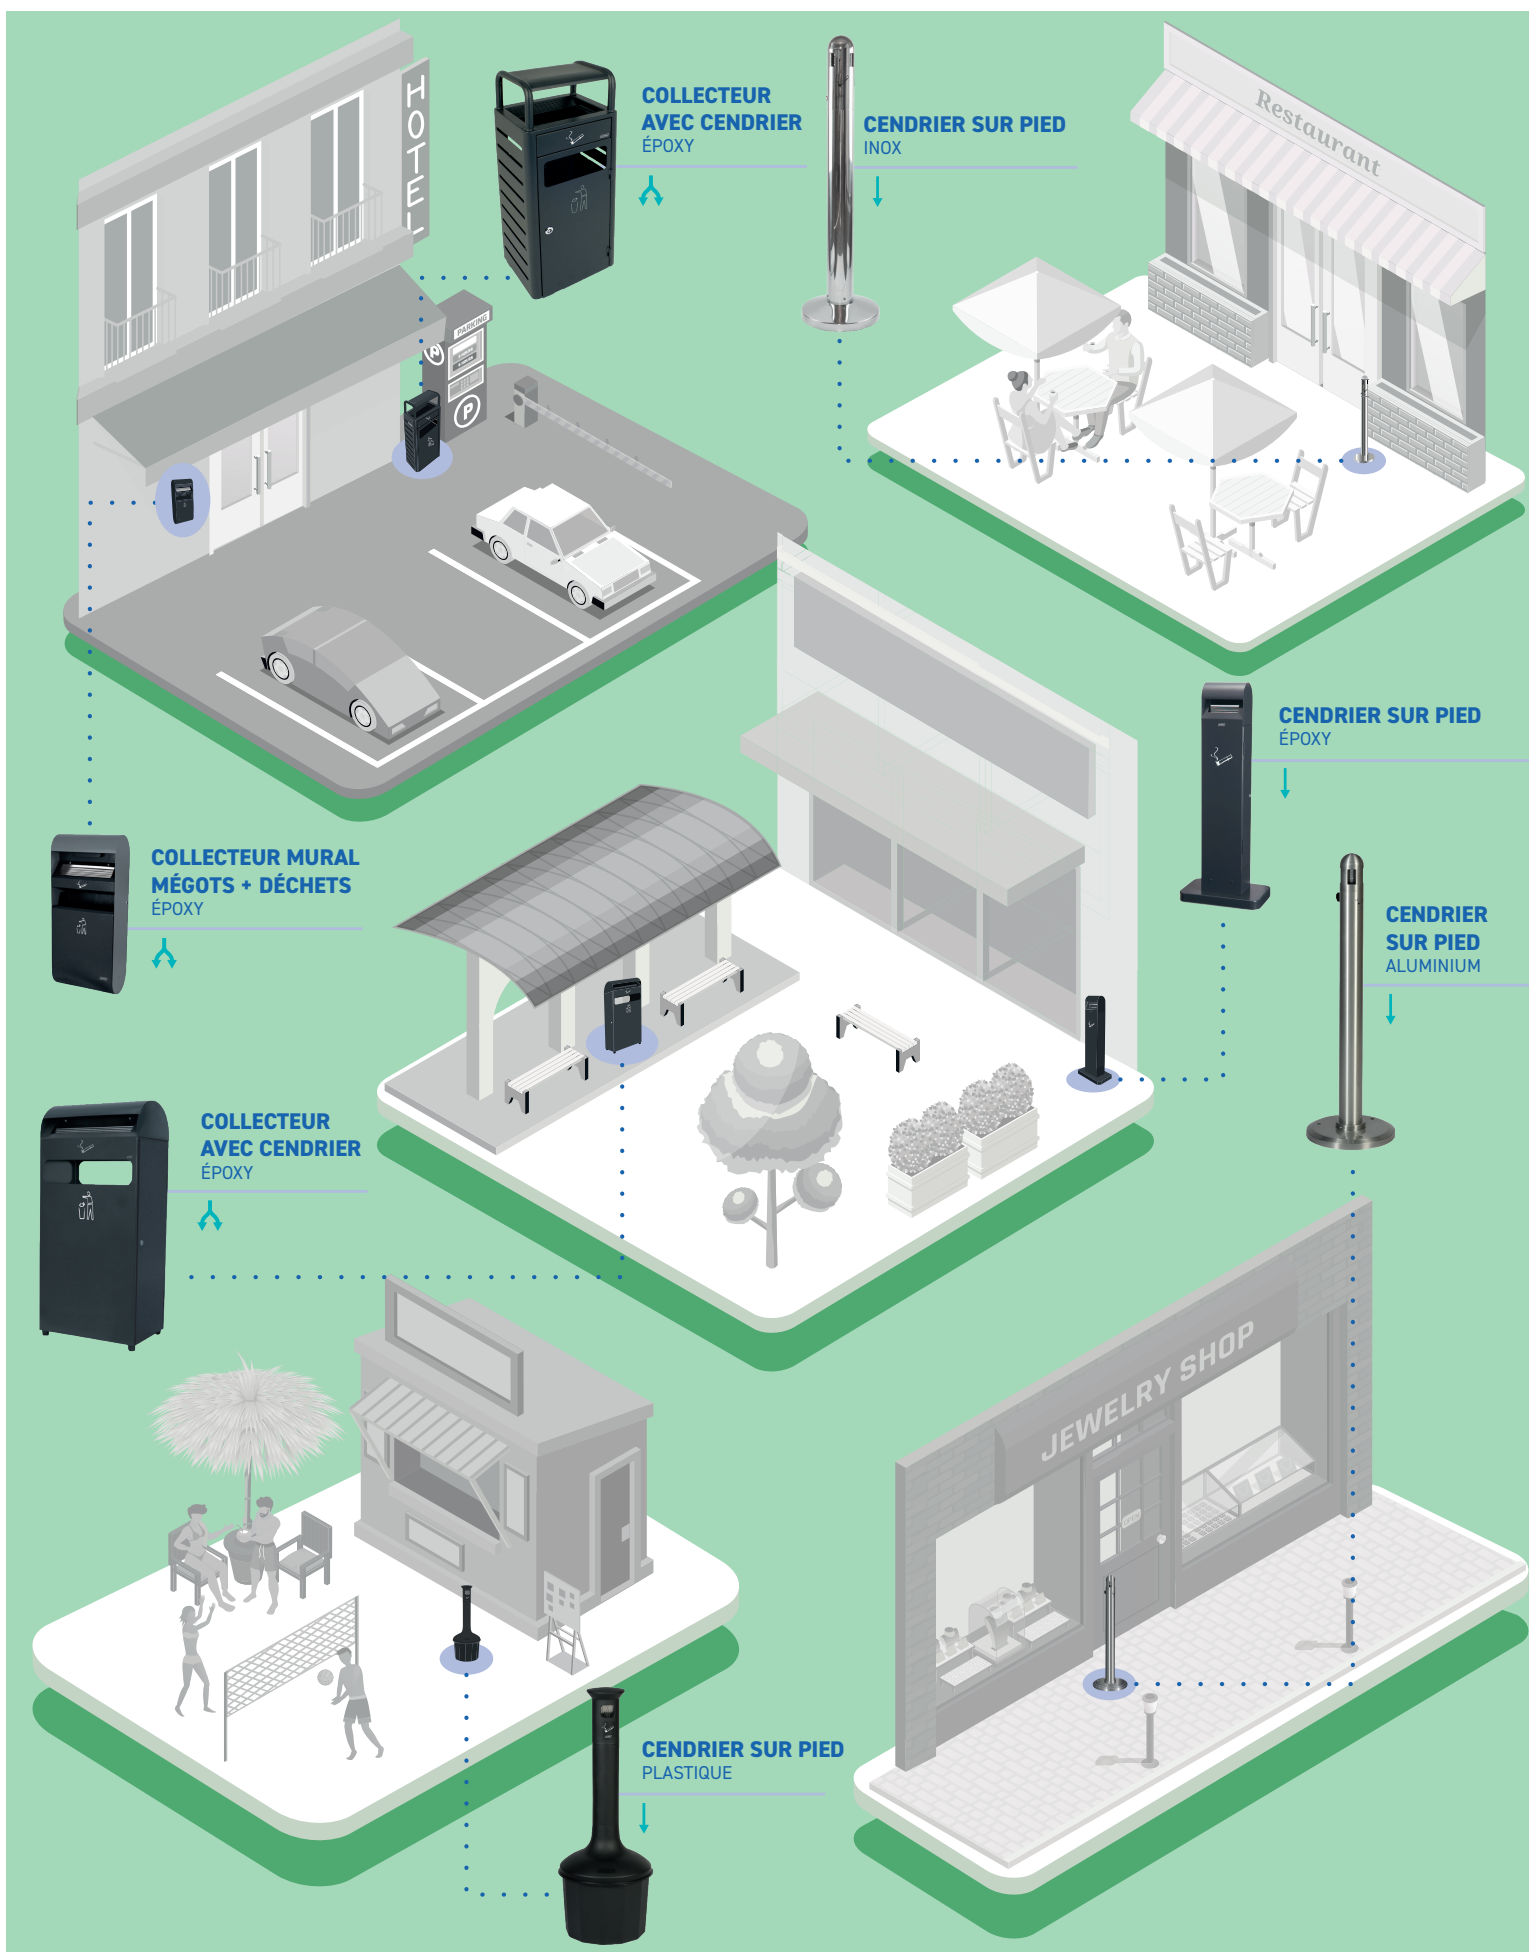 HOTEL
COLLECTEUR
AVEC CENDRIER
ÉPOXY
CENDRIER SUR PIED
INOX
Restaurant
PARKING
P
P
CENDRIER SUR PIED
ÉPOXY
COLLECTEUR MURAL
MÉGOTS + DÉCHETS
ÉPOXY
CENDRIER
SUR PIED
ALUMINIUM
COLLECTEUR
AVEC CENDRIER
ÉPOXY
JEWELRY SHOP
OPEN
CENDRIER SUR PIED
PLASTIQUE